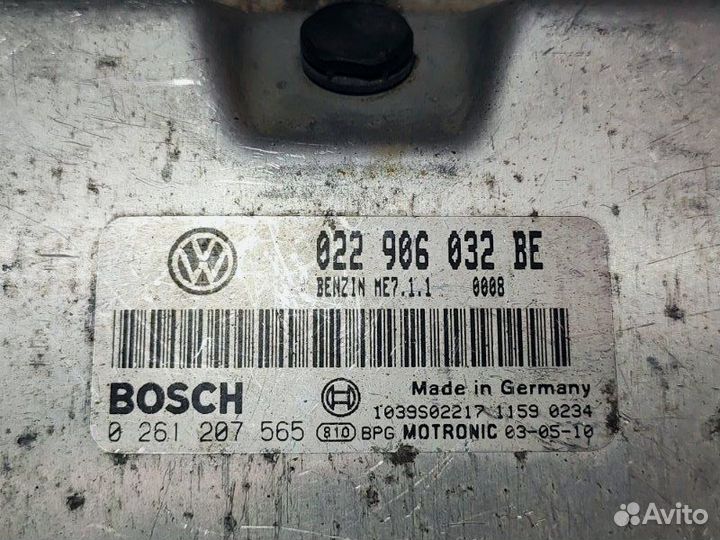 022 906 032 BE
BENZIN ME7.1.1 0008
BOSCH
Made in Germany
1039S02217 1159 0234
0 261 207 565 810 BPG MOTRONIC 03-05-10
Avito